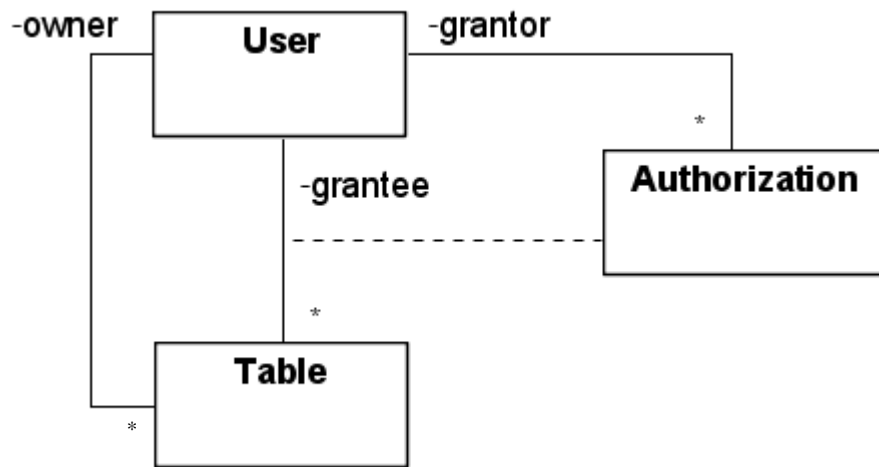 -owner
User
-grantor
*
Authorization
-grantee
*
Table
*